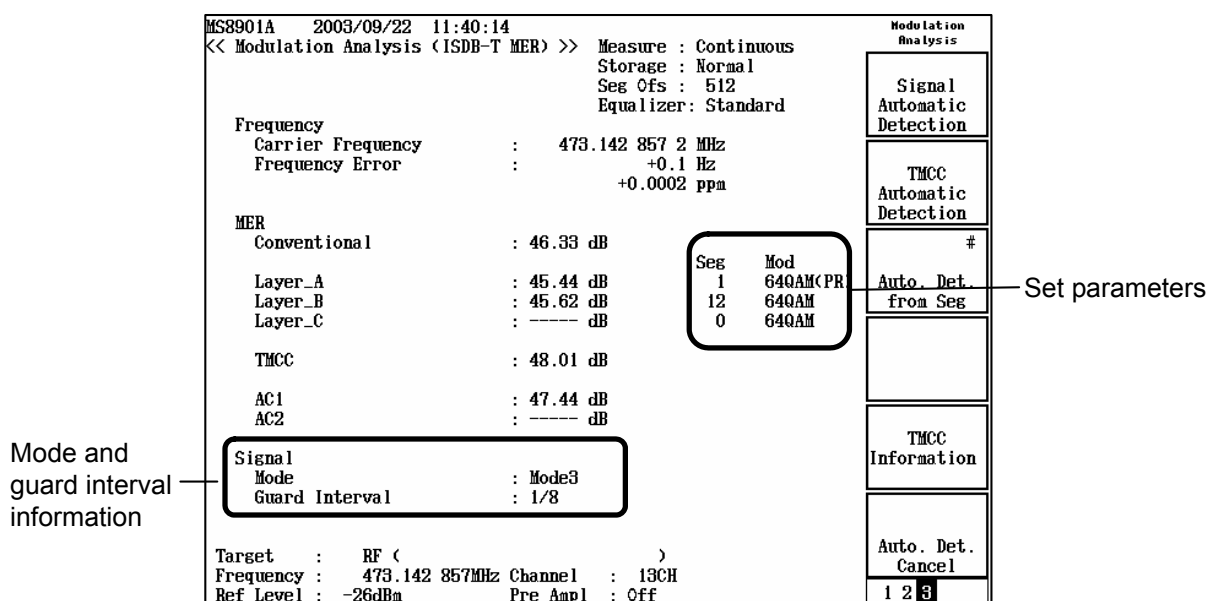 MS8901A 2003/09/22 11:40:14
<< Modulation Analysis (ISDB-T MER) >> Measure : Continuous
Storage : Normal
Seg Ofs : 512
Equalizer: Standard
Frequency
Carrier Frequency : 473.142 857 2 MHz
Frequency Error : +0.1 Hz
+0.0002 ppm
MER
Conventional : 46.33 dB
Seg Mod
Layer_A : 45.44 dB 1 64QAM(PR)
Layer_B : 45.62 dB 12 64QAM
Layer_C : ----- dB 0 64QAM
TMCC : 48.01 dB
AC1 : 47.44 dB
AC2 : ----- dB
Signal
Mode : Mode3
Guard Interval : 1/8
Target : RF ( )
Frequency : 473.142 857MHz Channel : 13CH
Ref Level : -26dBm Pre Ampl : Off
Modulation
Analysis
Signal
Automatic
Detection
TMCC
Automatic
Detection
#
Auto. Det.
from Seg
TMCC
Information
Auto. Det.
Cancel
1 2 3
Set parameters
Mode and
guard interval
information